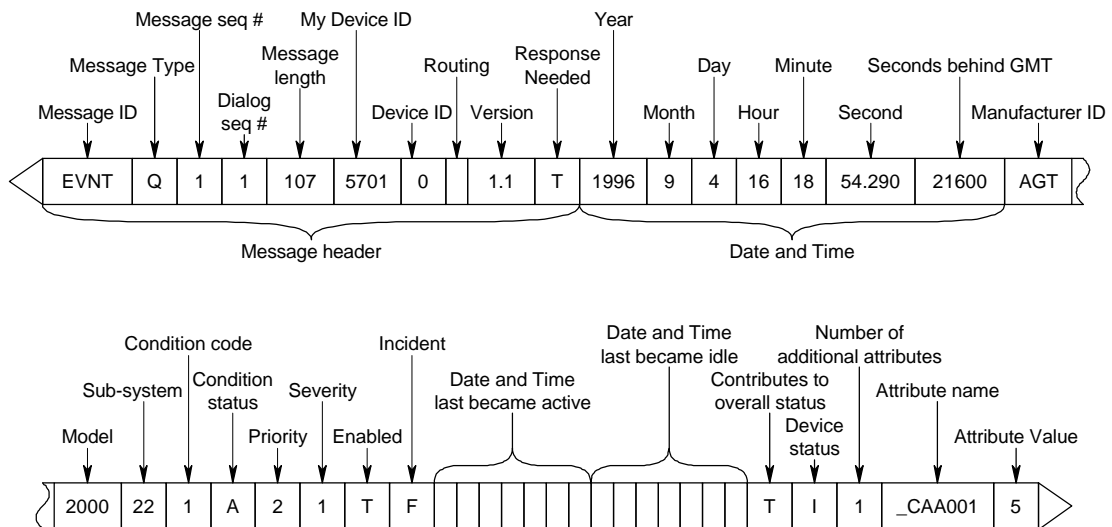 Message seq # My Device ID Year
Message Type Message length Routing Response Needed Day Minute Seconds behind GMT
Message ID Dialog seq # Device ID Version Month Hour Second Manufacturer ID
EVNT Q 1 1 107 5701 0 1.1 T 1996 9 4 16 18 54.290 21600 AGT
Message header Date and Time
Condition code Incident Date and Time last became idle Number of additional attributes
Sub-system Condition status Severity Date and Time last became active Contributes to overall status Attribute name
Model Priority Enabled Device status Attribute Value
2000 22 1 A 2 1 T F T I 1 _CAA001 5